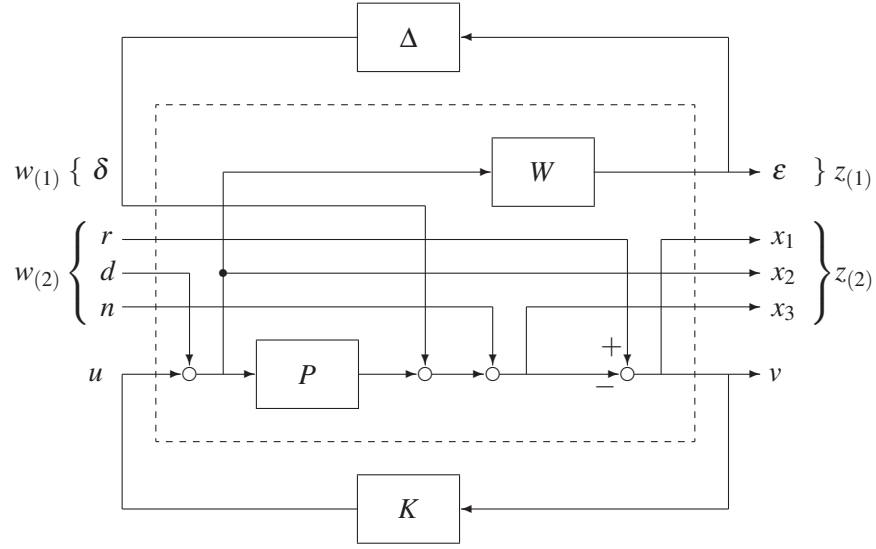 Δ
w(1) { δ W ε } z(1)
r x1
w(2) { d x2 } z(2)
n x3
+
u P − v
K